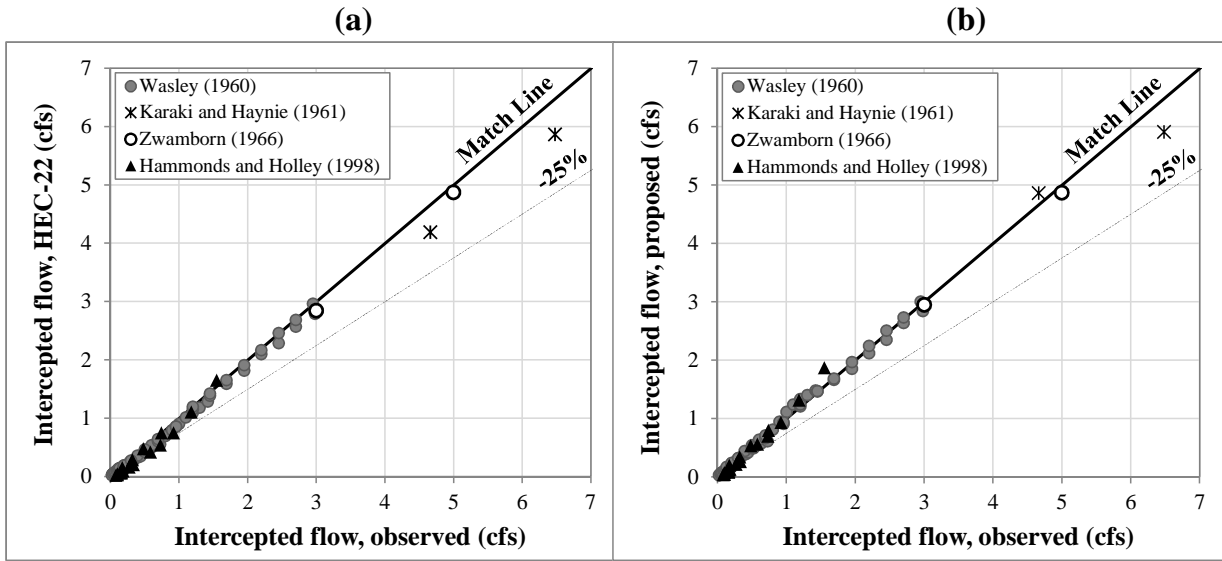 (a)
Intercepted flow, HEC-22 (cfs)
7
6
5
4
3
2
1
0
Wasley (1960)
Karaki and Haynie (1961)
Zwamborn (1966)
Hammonds and Holley (1998)
Match Line
-25%
0 1 2 3 4 5 6 7
Intercepted flow, observed (cfs)
(b)
Intercepted flow, proposed (cfs)
7
6
5
4
3
2
1
0
Wasley (1960)
Karaki and Haynie (1961)
Zwamborn (1966)
Hammonds and Holley (1998)
Match Line
-25%
0 1 2 3 4 5 6 7
Intercepted flow, observed (cfs)